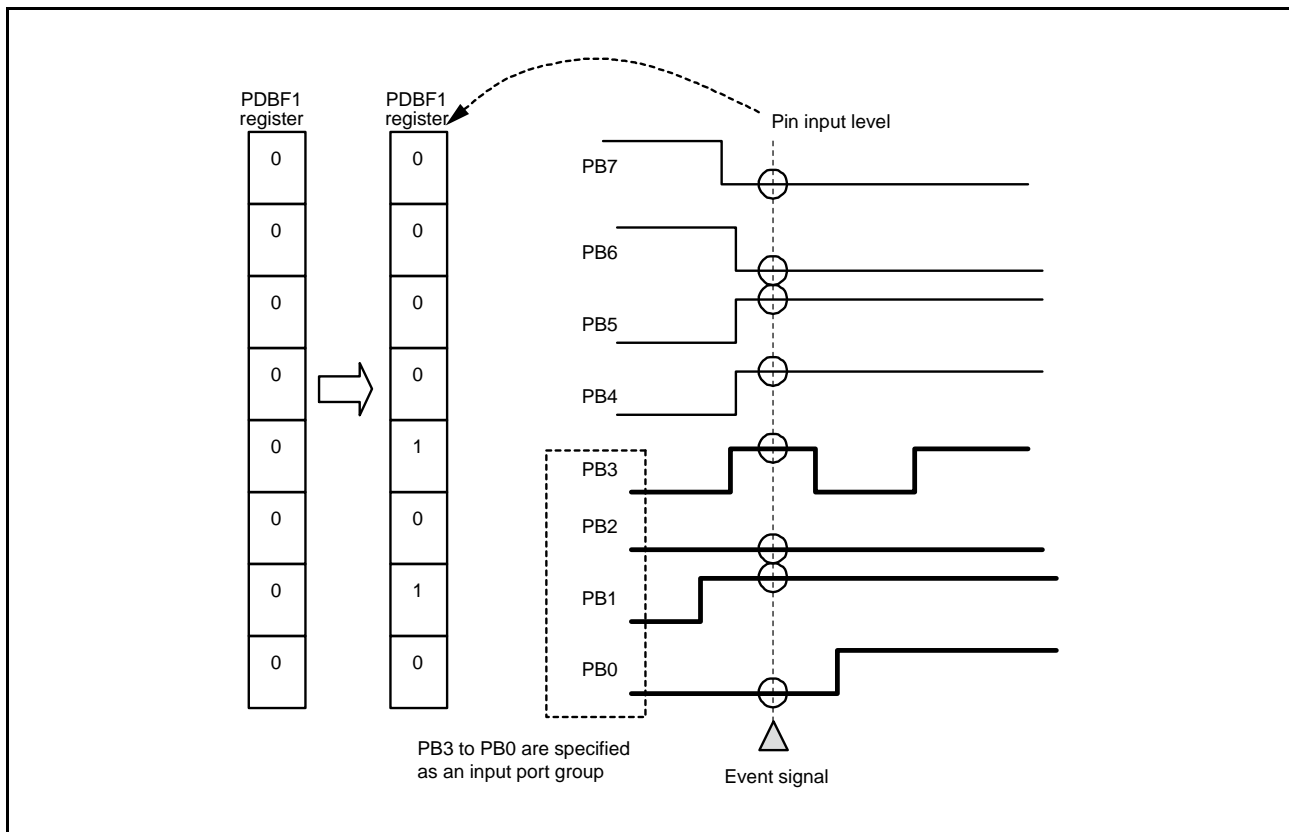 PDBF1
register
PDBF1
register
Pin input level
0
0
0
0
0
0
0
0
0
0
0
0
1
0
1
0
PB7
PB6
PB5
PB4
PB3
PB2
PB1
PB0
PB3 to PB0 are specified
as an input port group
Event signal